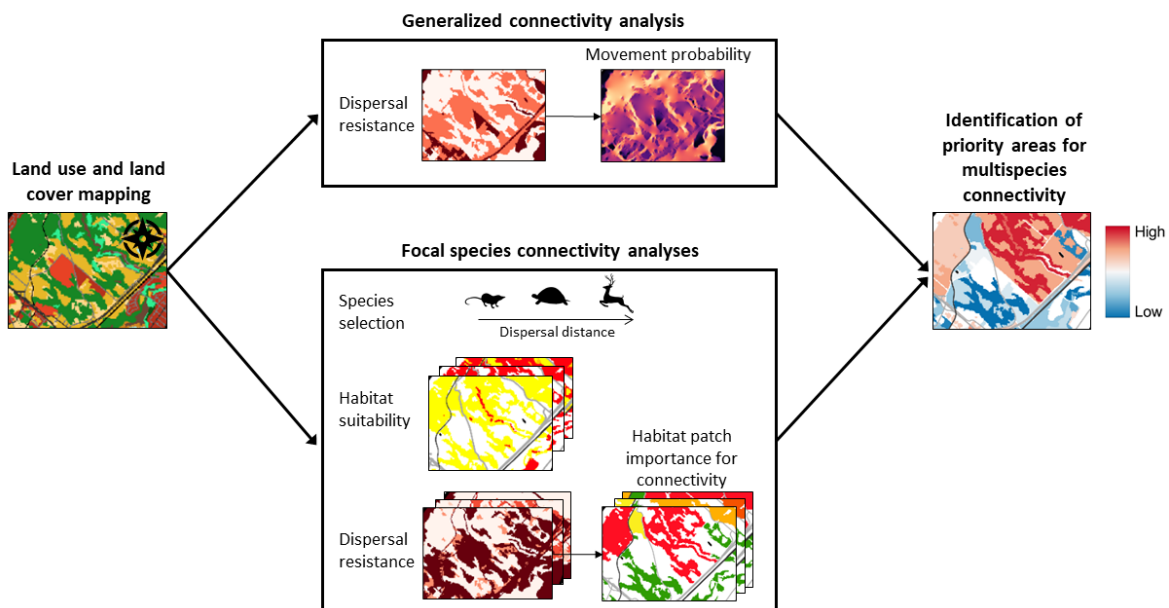 Generalized connectivity analysis
Movement probability
Dispersal
resistance
Land use and land
cover mapping
Identification of
priority areas for
multispecies
connectivity
High
Low
Focal species connectivity analyses
Species
selection
Dispersal distance
Habitat
suitability
Habitat patch
importance for
connectivity
Dispersal
resistance